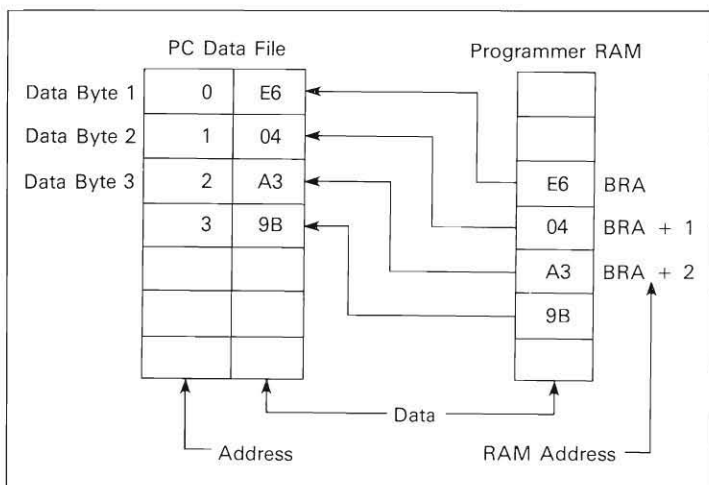 PC Data File
Programmer RAM
Data Byte 1 0 E6
Data Byte 2 1 04
Data Byte 3 2 A3
3 9B
E6 BRA
04 BRA + 1
A3 BRA + 2
9B
Data
Address
RAM Address